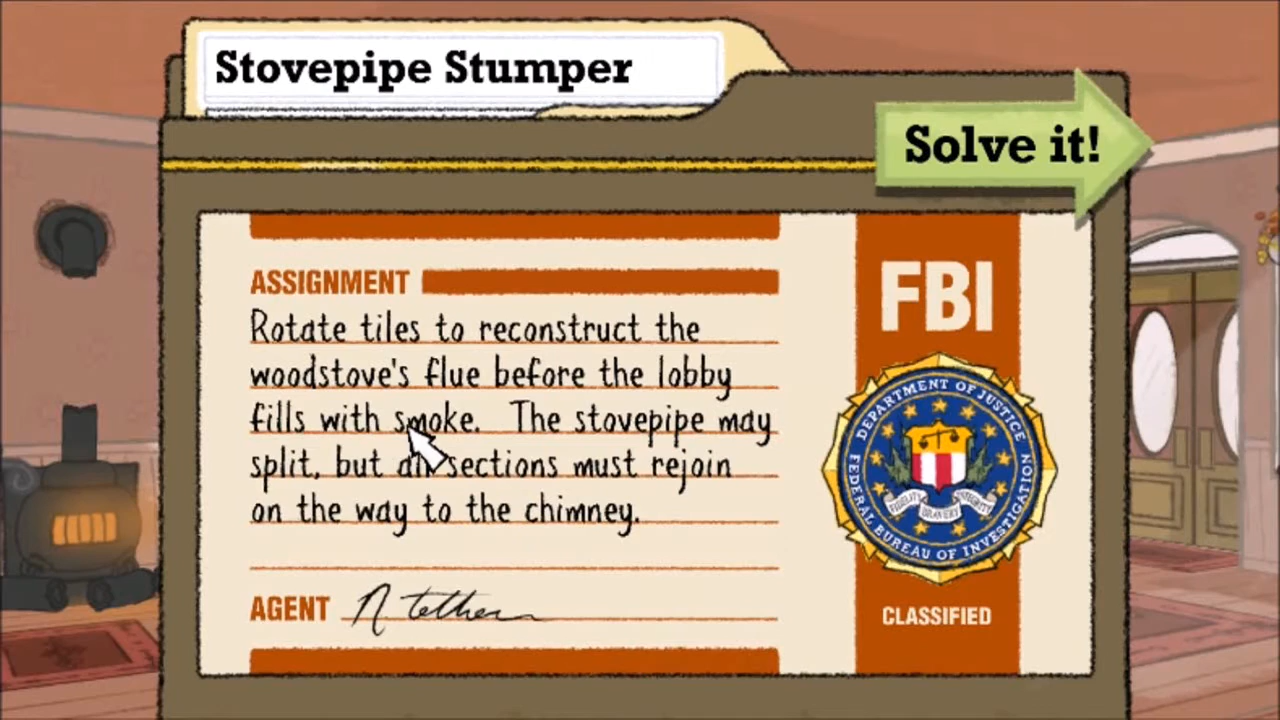 Stovepipe Stumper
Solve it!
ASSIGNMENT
Rotate tiles to reconstruct the
woodstove's flue before the lobby
fills with smoke. The stovepipe may
split, but all sections must rejoin
on the way to the chimney.
AGENT N. Tethers
FBI
DEPARTMENT OF JUSTICE
FIDELITY BRAVERY INTEGRITY
FEDERAL BUREAU OF INVESTIGATION
CLASSIFIED